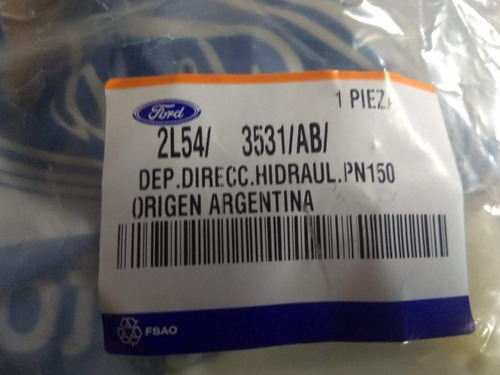 Ford
1 PIEZA
2L54/ 3531/AB/
DEP.DIRECC.HIDRAUL.PN150
ORIGEN ARGENTINA
FSAO